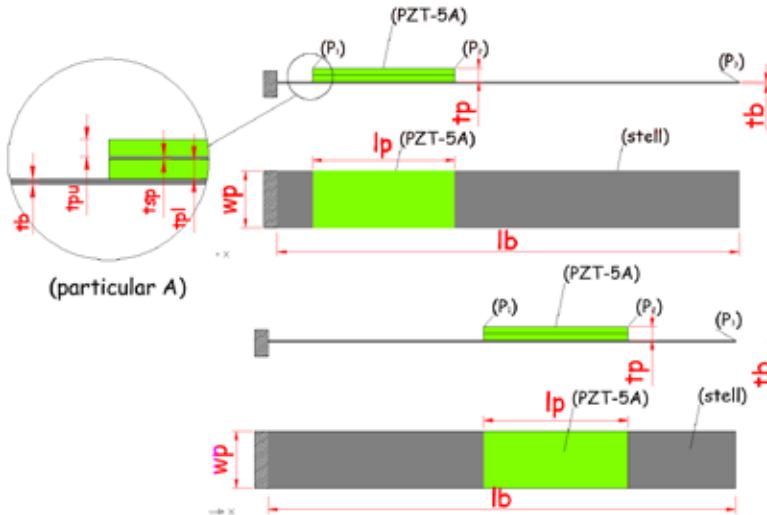 (PZT-5A)
(P₁)
(P₂)
(P₃)
tp
tb
(PZT-5A)
(stell)
lp
wp
lb
tb
tpu
tsp
tpl
x
(particular A)
(PZT-5A)
(P₁)
(P₂)
(P₃)
tp
tb
lp
(PZT-5A)
(stell)
wp
lb
x